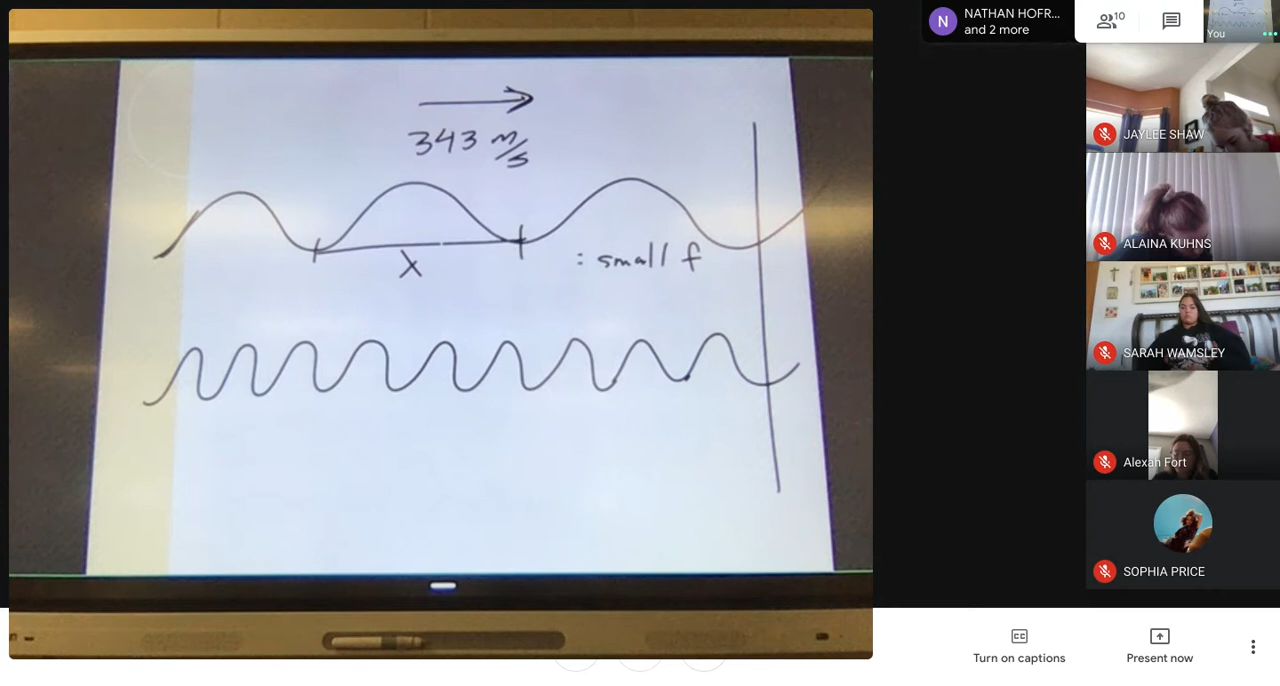 343 m/s
X
: small f
N
NATHAN HOFR...
and 2 more
10
You
JAYLEE SHAW
ALAINA KUHNS
SARAH WAMSLEY
Alexah Fort
SOPHIA PRICE
CC
Turn on captions
Present now